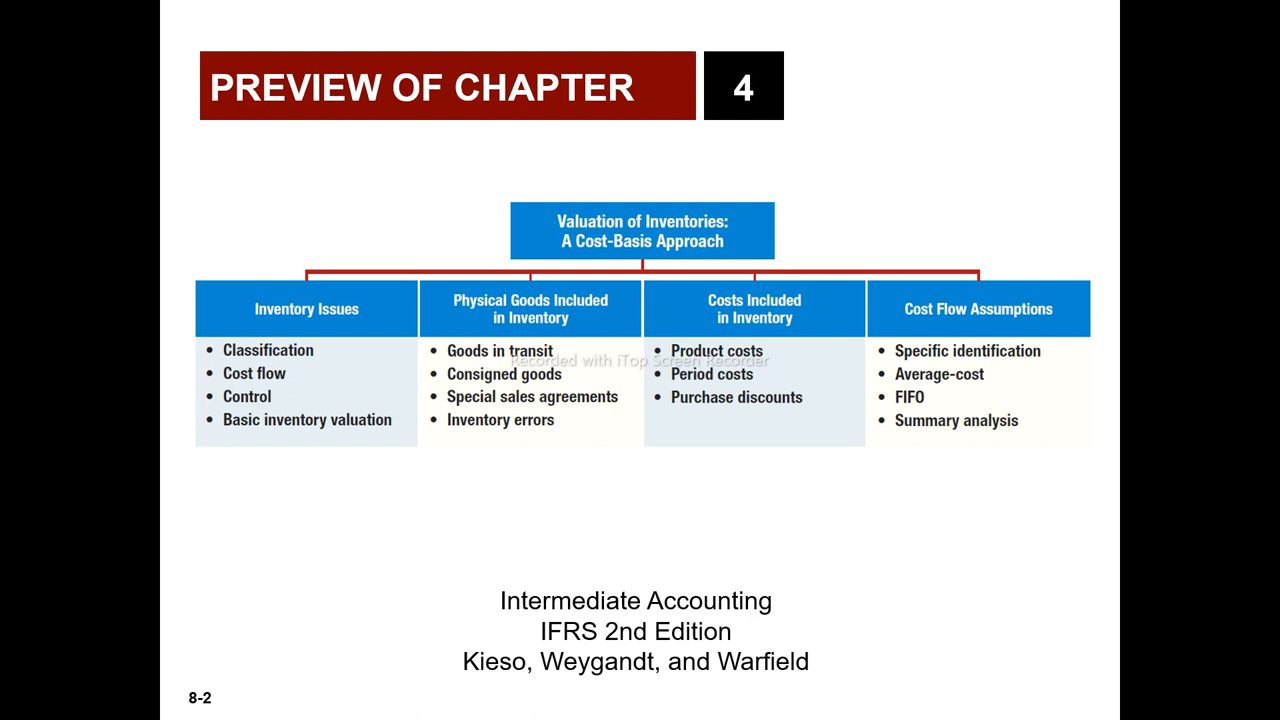 PREVIEW OF CHAPTER 4
Valuation of Inventories:
A Cost-Basis Approach
Inventory Issues
• Classification
• Cost flow
• Control
• Basic inventory valuation
Physical Goods Included
in Inventory
• Goods in transit
• Consigned goods
• Special sales agreements
• Inventory errors
Costs Included
in Inventory
• Product costs
• Period costs
• Purchase discounts
Cost Flow Assumptions
• Specific identification
• Average-cost
• FIFO
• Summary analysis
Recorded with iTop Screen Recorder
Intermediate Accounting
IFRS 2nd Edition
Kieso, Weygandt, and Warfield
8-2